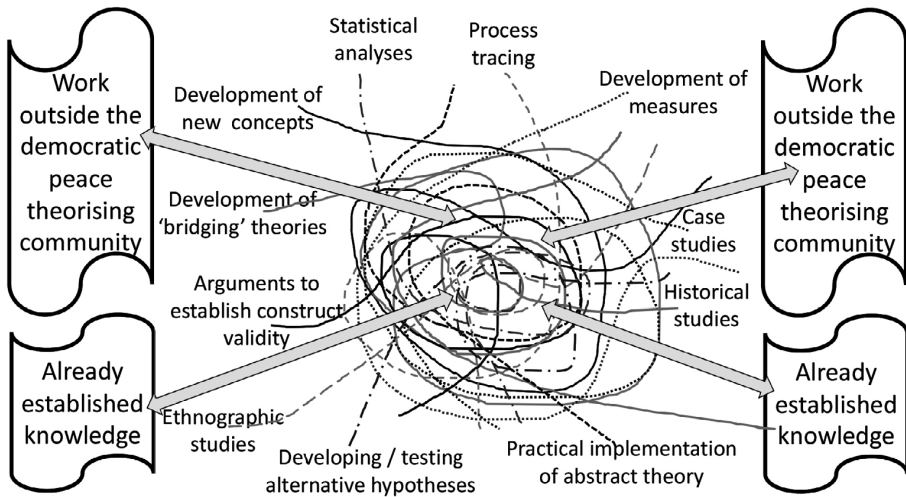 Work
outside the
democratic
peace
theorising
community
Already
established
knowledge
Statistical
analyses
Process
tracing
Development of
new concepts
Development of
measures
Development of
‘bridging’ theories
Case
studies
Arguments to
establish construct
validity
Historical
studies
Ethnographic
studies
Developing / testing
alternative hypotheses
Practical implementation
of abstract theory
Work
outside the
democratic
peace
theorising
community
Already
established
knowledge